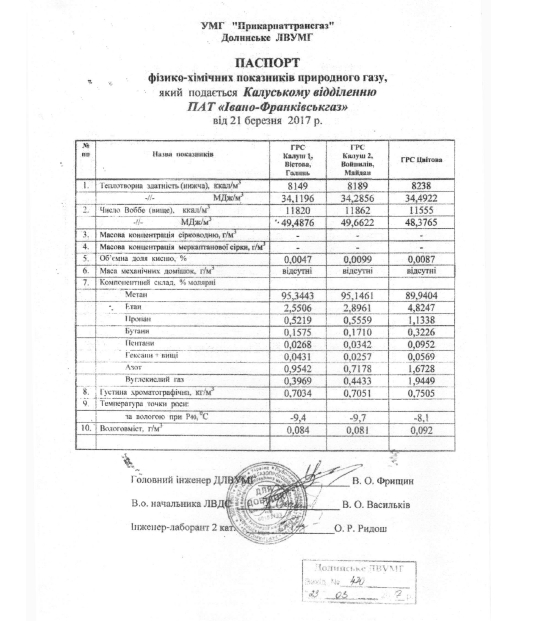 УМГ "Прикарпаттрансгаз"
Долинське ЛВУМГ
ПАСПОРТ
фізико-хімічних показників природного газу,
який подається Калуському відділенню
ПАТ «Івано-Франківськгаз»
від 21 березня 2017 р.
№ пп Назва показників ГРС Калуш 1, Вістова, Голинь ГРС Калуш 2, Войнилів, Майдан ГРС Цвітова
1. Теплотворна здатність (нижча), ккал/м³ 8149 8189 8238
-//- МДж/м³ 34,1196 34,2856 34,4922
2. Число Воббе (вище), ккал/м³ 11820 11862 11555
-//- МДж/м³ 49,4876 49,6622 48,3765
3. Масова концентрація сірководню, г/м³ - - -
4. Масова концентрація меркаптанової сірки, г/м³ - - -
5. Об'ємна доля кисню, % 0,0047 0,0099 0,0087
6. Маса механічних домішок, г/м³ відсутні відсутні відсутні
7. Компонентний склад, % молярні
Метан 95,3443 95,1461 89,9404
Етан 2,5506 2,8961 4,8247
Пропан 0,5219 0,5559 1,1338
Бутани 0,1575 0,1710 0,3226
Пентани 0,0268 0,0342 0,0952
Гексани + вищі 0,0431 0,0257 0,0569
Азот 0,9542 0,7178 1,6728
Вуглекислий газ 0,3969 0,4433 1,9449
8. Густина хроматографічна, кг/м³ 0,7034 0,7051 0,7505
9. Температура точки роси:
за вологою при Р40, ⁰С -9,4 -9,7 -8,1
10. Вологовміст, г/м³ 0,084 0,081 0,092
Головний інженер ДЛВУМГ В. О. Фрищин
В.о. начальника ЛВДС В. О. Васильків
Інженер-лаборант 2 кат. О. Р. Ридош
ДЛЯ
Долинське ЛВУМГ
Вихід. № 420
23 03